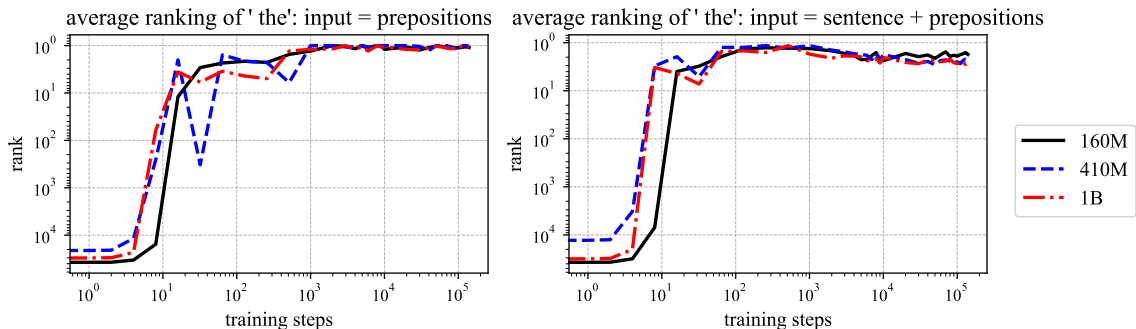 average ranking of ' the': input = prepositions
rank
10⁰
10¹
10²
10³
10⁴
10⁰
10¹
10²
10³
10⁴
10⁵
training steps
average ranking of ' the': input = sentence + prepositions
rank
10⁰
10¹
10²
10³
10⁴
10⁰
10¹
10²
10³
10⁴
10⁵
training steps
160M
410M
1B